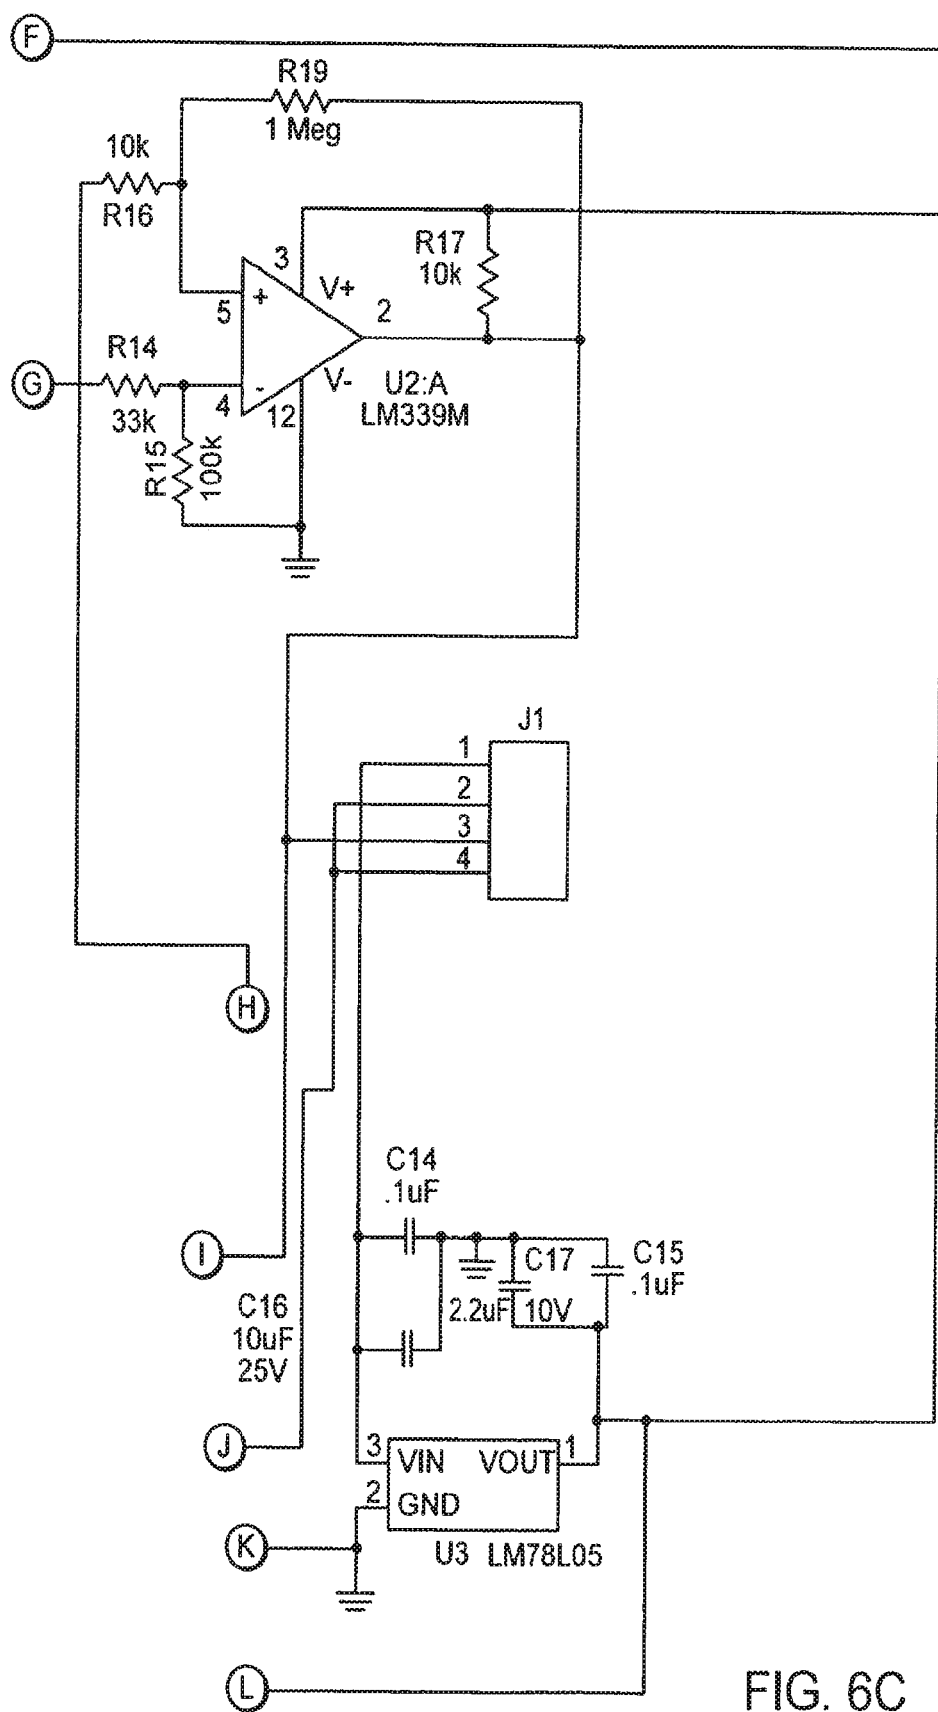 F
R19
1 Meg
10k
R16
R17
10k
3
V+
5
+
2
R14
G
33k
4
-
V-
12
U2:A
LM339M
R15
100k
J1
1
2
3
4
H
C14
.1uF
I
C17
2.2uF 10V
C15
.1uF
C16
10uF
25V
J
3
VIN
VOUT
1
2
GND
K
U3 LM78L05
L
FIG. 6C